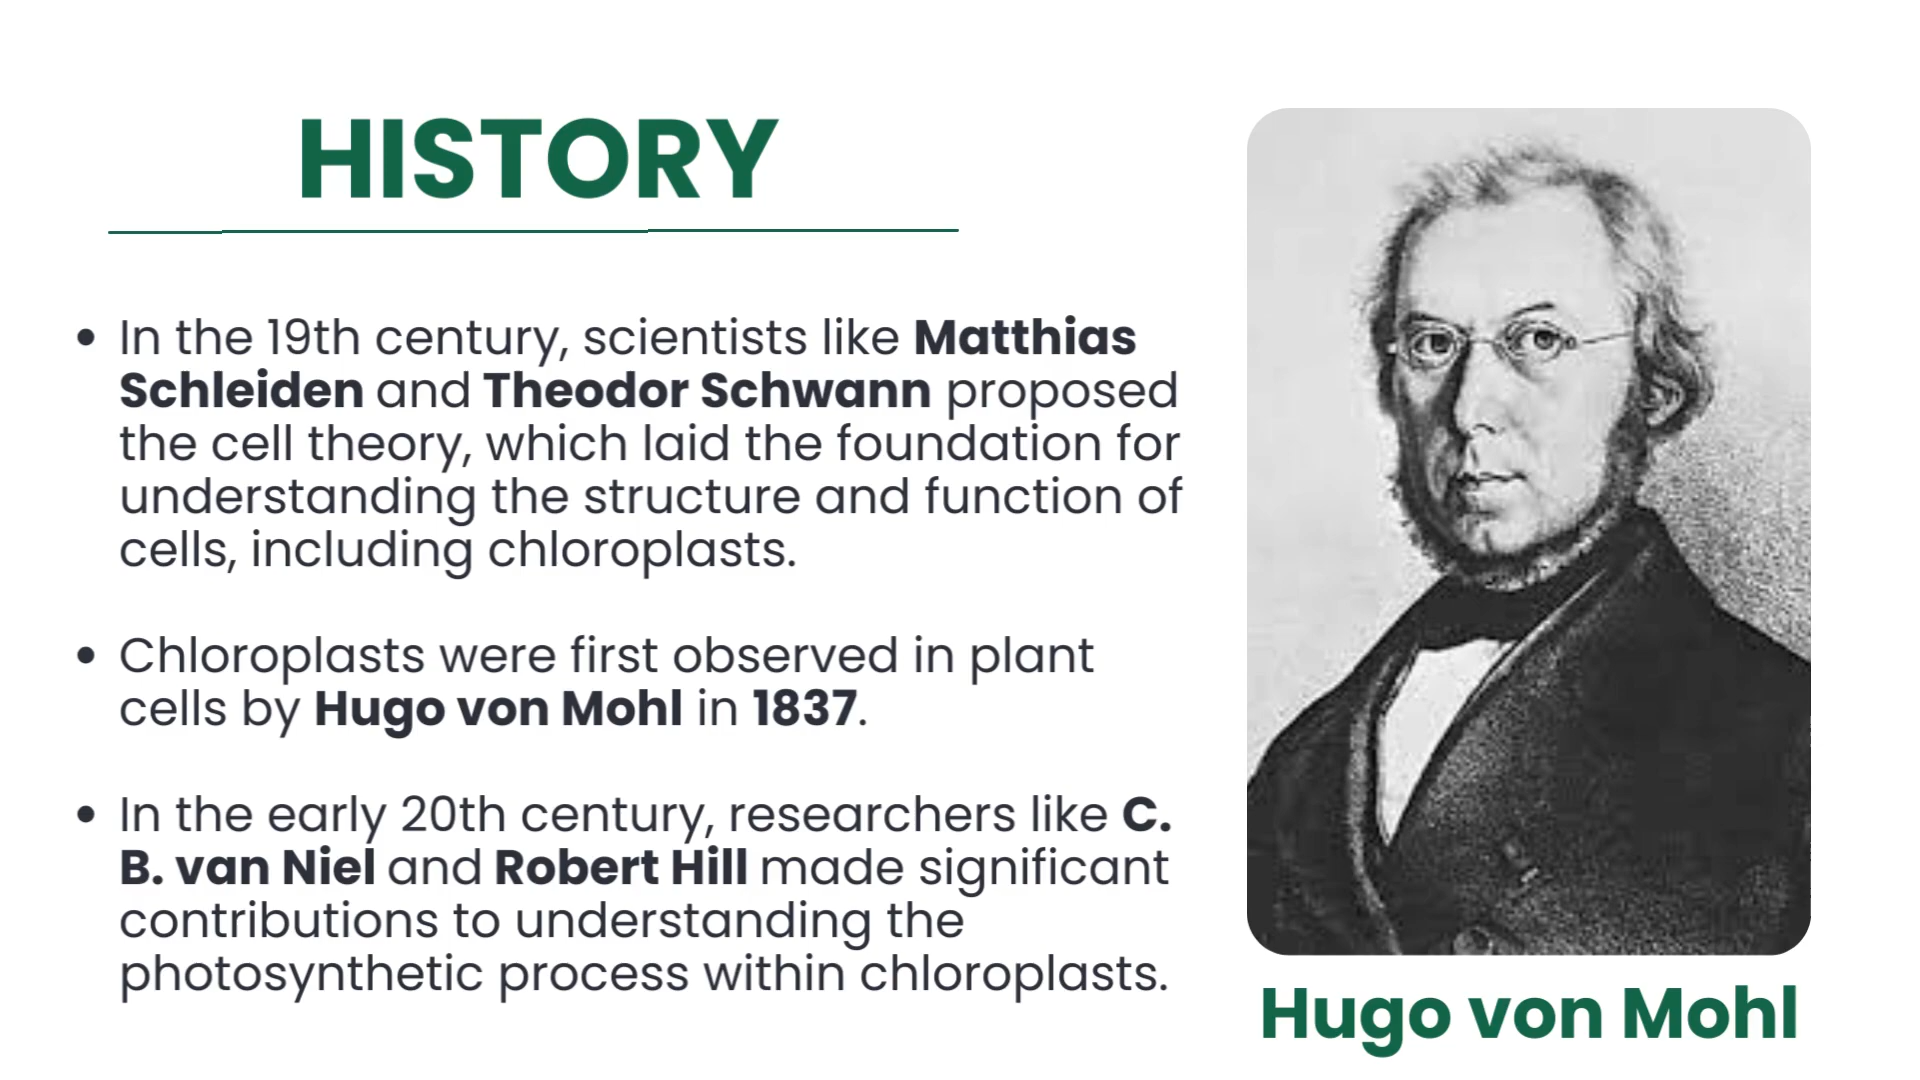 HISTORY
• In the 19th century, scientists like Matthias
Schleiden and Theodor Schwann proposed
the cell theory, which laid the foundation for
understanding the structure and function of
cells, including chloroplasts.
• Chloroplasts were first observed in plant
cells by Hugo von Mohl in 1837.
• In the early 20th century, researchers like C.
B. van Niel and Robert Hill made significant
contributions to understanding the
photosynthetic process within chloroplasts.
Hugo von Mohl